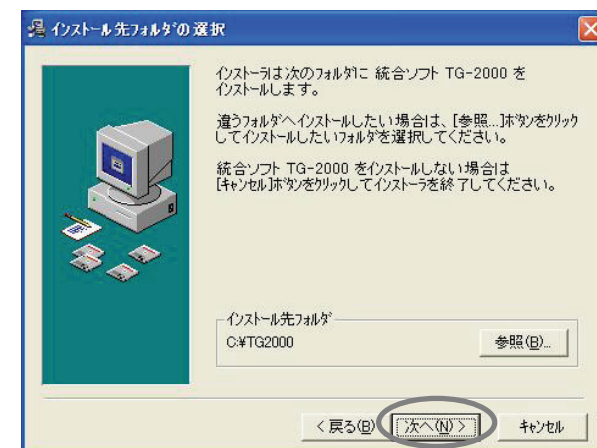 インストール先フォルダの選択
インストーラは次のフォルダに 統合ソフト TG-2000 を
インストールします。
違うフォルダへインストールしたい場合は、[参照...]ボタンをクリック
してインストールしたいフォルダを選択してください。
統合ソフト TG-2000 をインストールしない場合は
[キャンセル]ボタンをクリックしてインストーラを終了してください。
インストール先フォルダ
C:¥TG2000
参照(B)...
< 戻る(B)
次へ(N) >
キャンセル